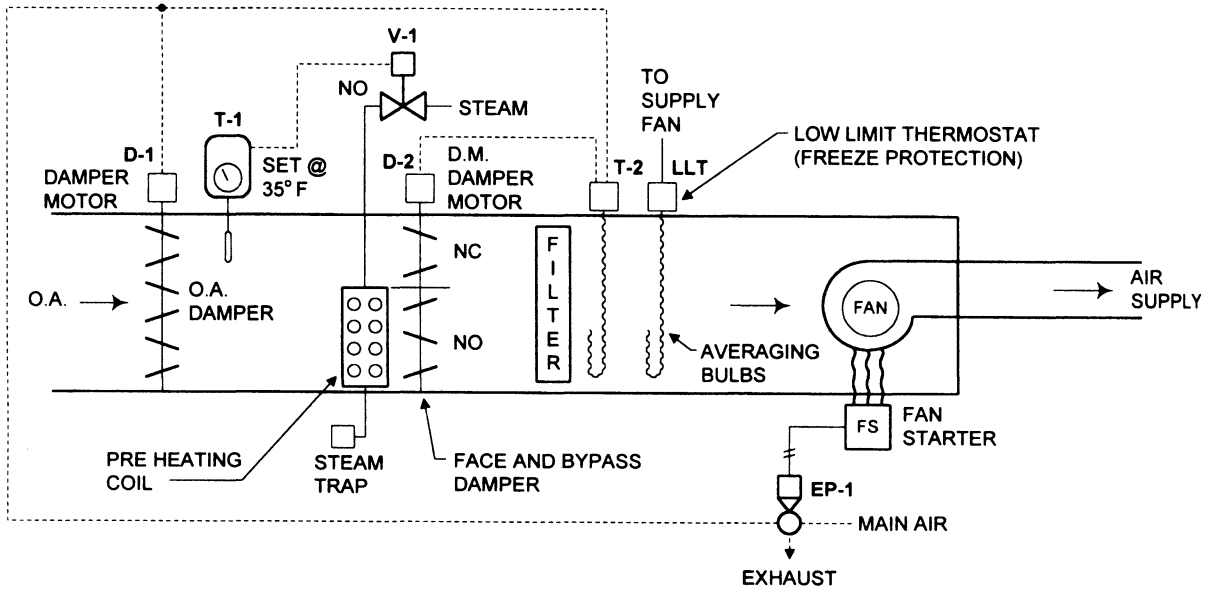 V-1
NO
STEAM
T-1
SET @
35° F
D-1
DAMPER
MOTOR
D-2
D.M.
DAMPER
MOTOR
TO
SUPPLY
FAN
T-2
LLT
LOW LIMIT THERMOSTAT
(FREEZE PROTECTION)
O.A.
O.A.
DAMPER
NC
NO
FILTER
AVERAGING
BULBS
FAN
AIR
SUPPLY
PRE HEATING
COIL
STEAM
TRAP
FACE AND BYPASS
DAMPER
FS
FAN
STARTER
EP-1
MAIN AIR
EXHAUST